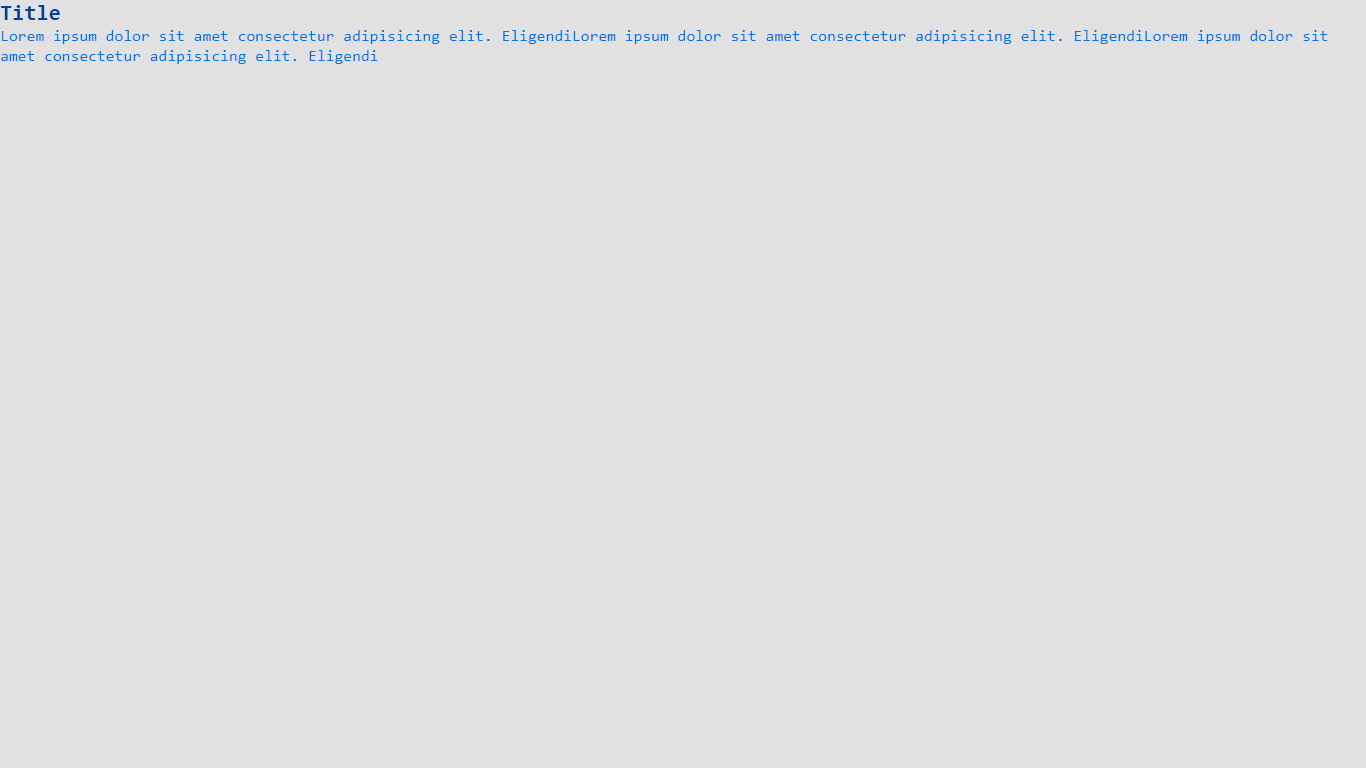 Title
Lorem ipsum dolor sit amet consectetur adipisicing elit. EligendiLorem ipsum dolor sit amet consectetur adipisicing elit. EligendiLorem ipsum dolor sit
amet consectetur adipisicing elit. Eligendi